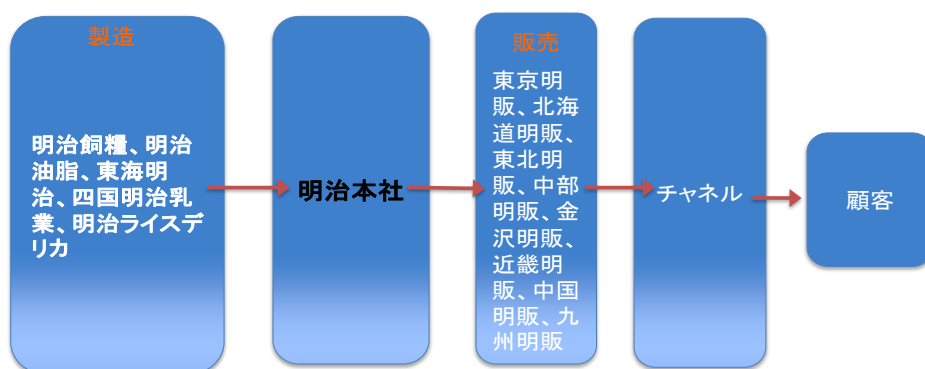 製造
明治飼糧、明治
油脂、東海明
治、四国明治乳
業、明治ライスデ
リカ
明治本社
販売
東京明
販、北海
道明販、
東北明
販、中部
明販、金
沢明販、
近畿明
販、中国
明販、九
州明販
チャネル
顧客